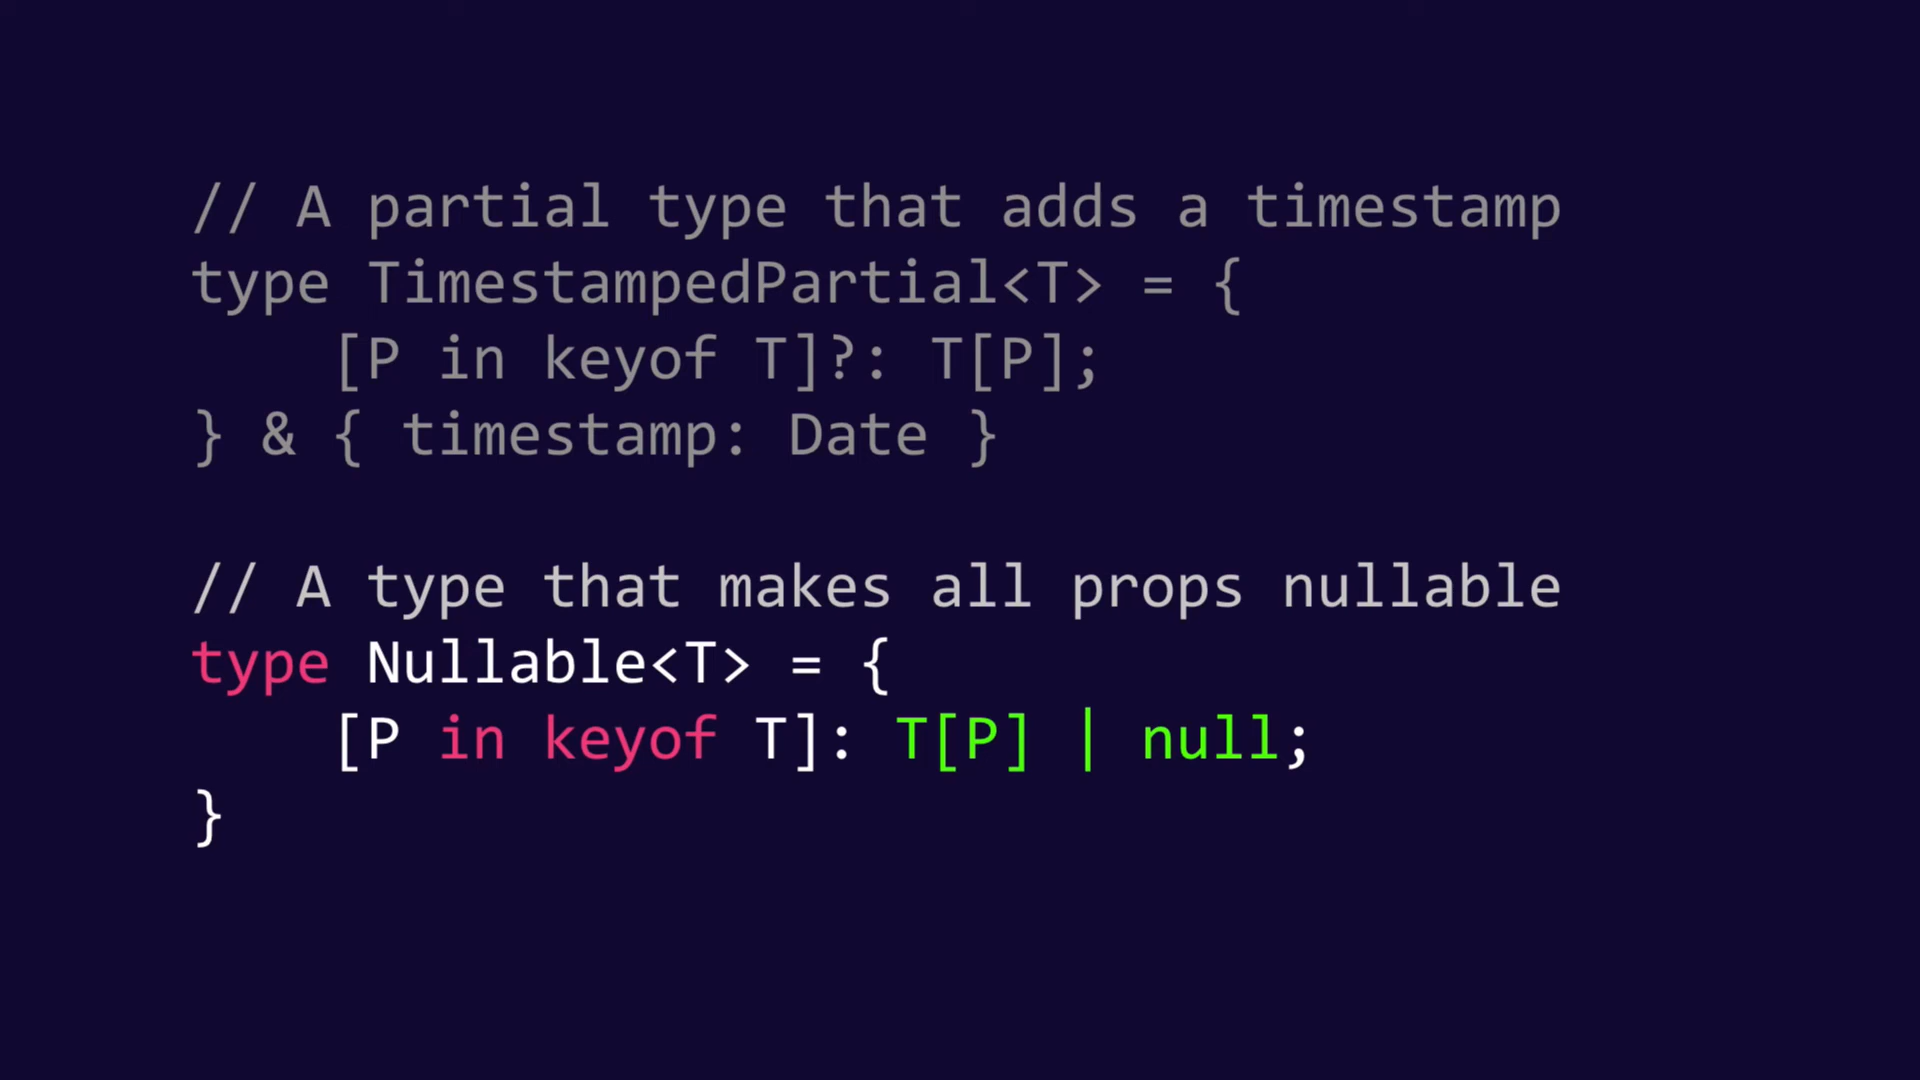 // A partial type that adds a timestamp
type TimestampedPartial<T> = {
    [P in keyof T]?: T[P];
} & { timestamp: Date }

// A type that makes all props nullable
type Nullable<T> = {
    [P in keyof T]: T[P] | null;
}